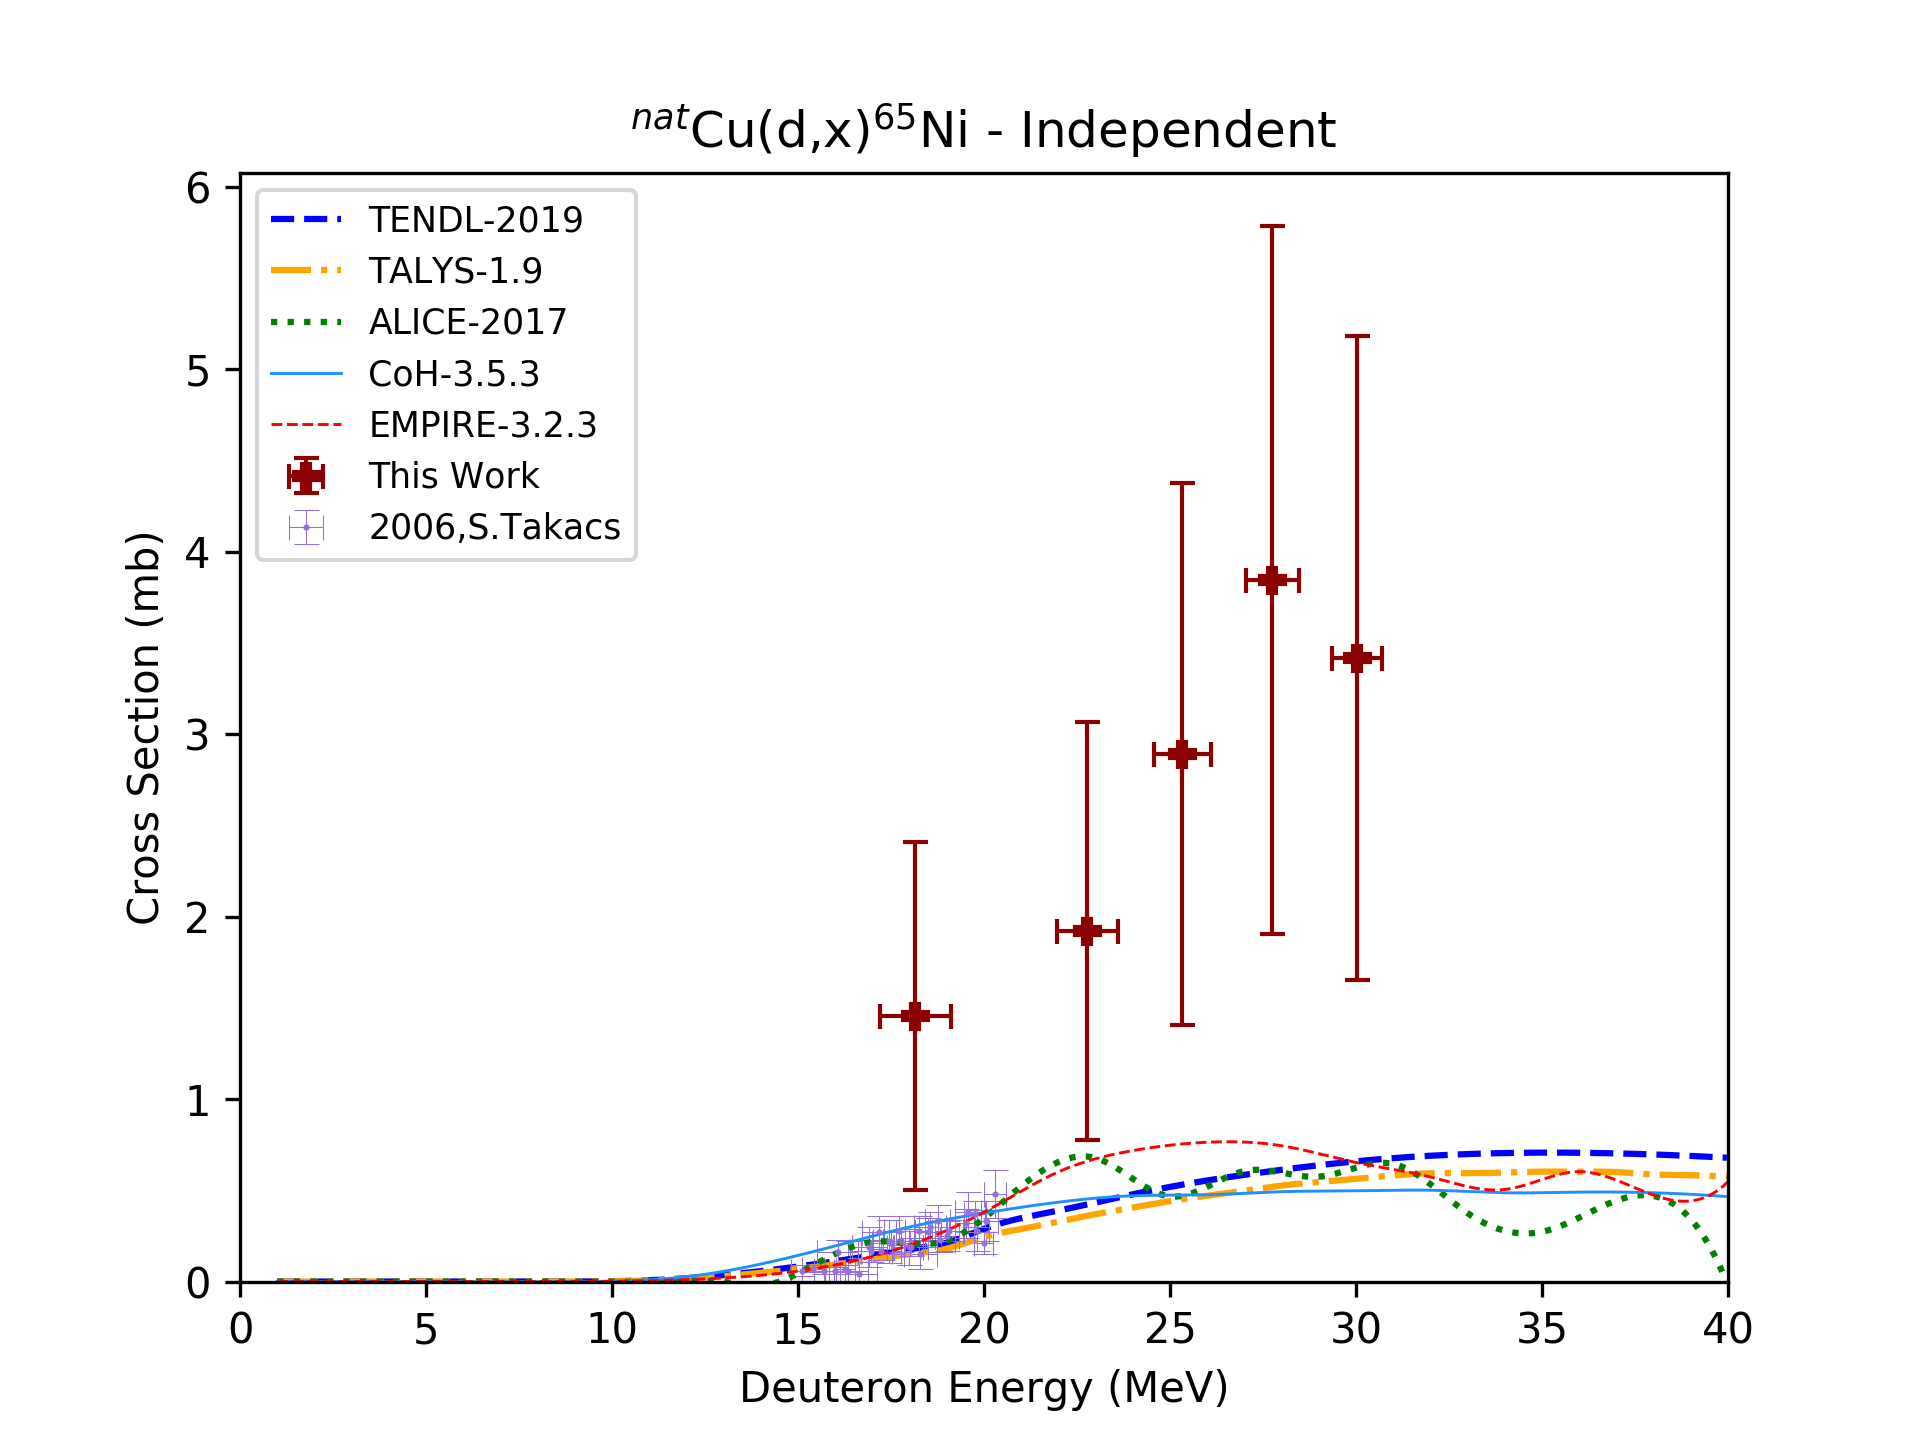 natCu(d,x)65Ni - Independent
TENDL-2019
TALYS-1.9
ALICE-2017
CoH-3.5.3
EMPIRE-3.2.3
This Work
2006,S.Takacs
Cross Section (mb)
6
5
4
3
2
1
0
0 5 10 15 20 25 30 35 40
Deuteron Energy (MeV)